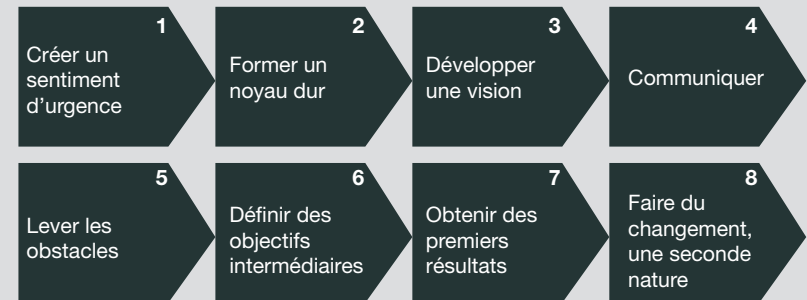 1
Créer un
sentiment
d’urgence
2
Former un
noyau dur
3
Développer
une vision
4
Communiquer
5
Lever les
obstacles
6
Définir des
objectifs
intermédiaires
7
Obtenir des
premiers
résultats
8
Faire du
changement,
une seconde
nature